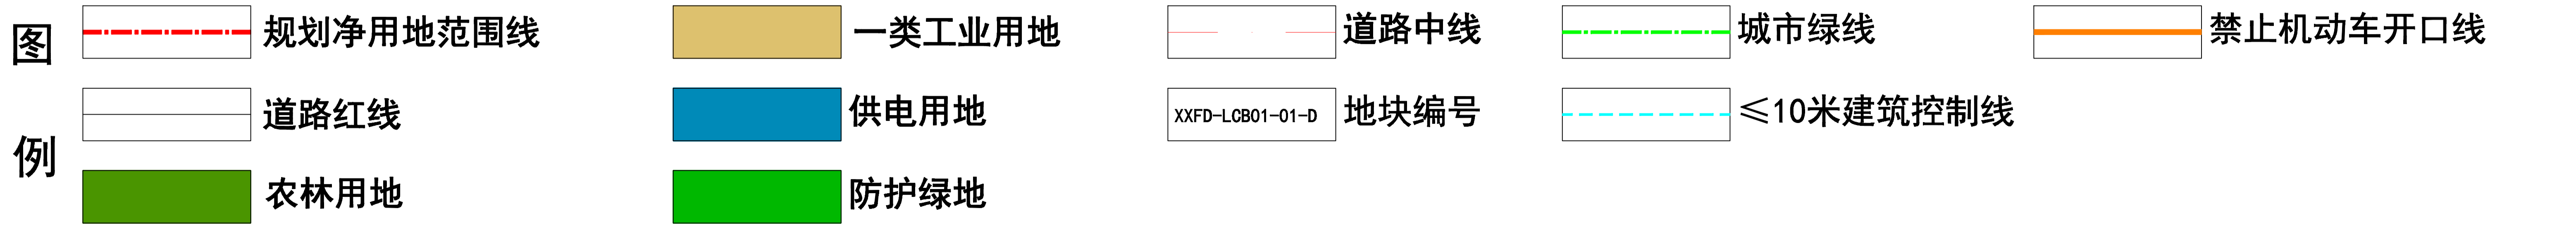 图例
规划净用地范围线
一类工业用地
道路中线
城市绿线
禁止机动车开口线
道路红线
供电用地
XXFD-LCB01-01-D
地块编号
≤10米建筑控制线
农林用地
防护绿地